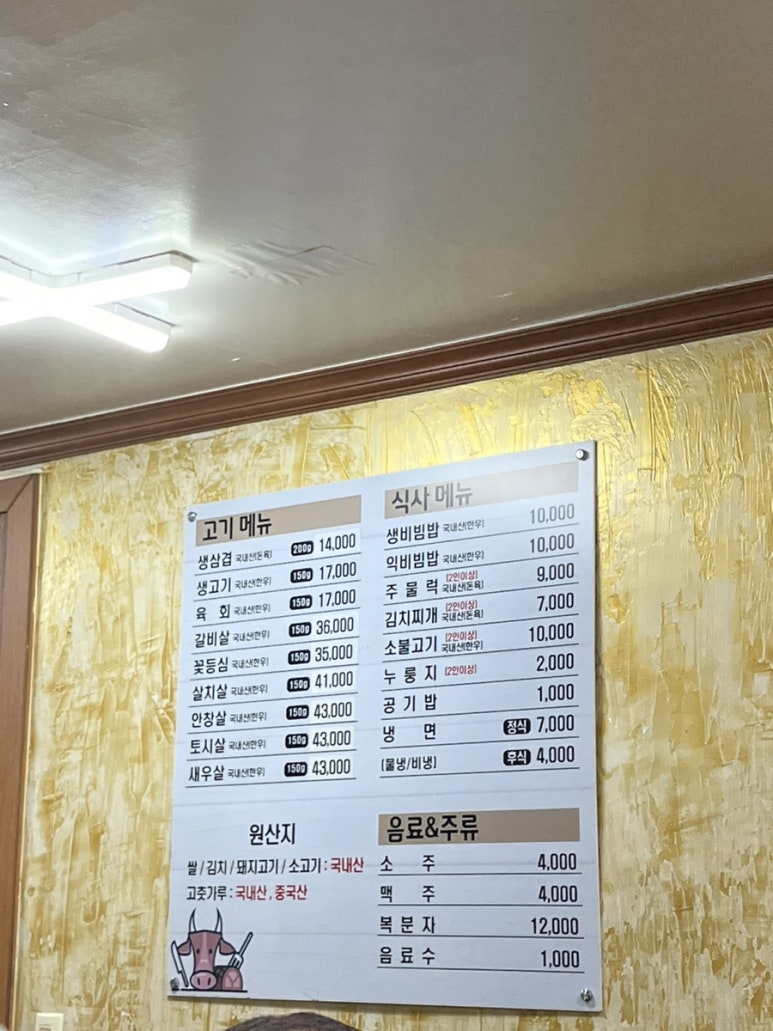 고기 메뉴
생삼겹 국내산(돈육) 200g 14,000
생고기 국내산(한우) 150g 17,000
육 회 국내산(한우) 150g 17,000
갈비살 국내산(한우) 150g 36,000
꽃등심 국내산(한우) 150g 35,000
살치살 국내산(한우) 150g 41,000
안창살 국내산(한우) 150g 43,000
토시살 국내산(한우) 150g 43,000
새우살 국내산(한우) 150g 43,000
원산지
쌀 / 김치 / 돼지고기 / 소고기 : 국내산
고춧가루 : 국내산 , 중국산
식사 메뉴
생비빔밥 국내산(한우) 10,000
익비빔밥 국내산(한우) 10,000
주 물 럭 (2인이상) 국내산(돈육) 9,000
김치찌개 (2인이상) 국내산(돈육) 7,000
소불고기 (2인이상) 국내산(한우) 10,000
누 룽 지 (2인이상) 2,000
공 기 밥 1,000
냉 면 정식 7,000
(물냉/비냉) 후식 4,000
음료&주류
소 주 4,000
맥 주 4,000
복 분 자 12,000
음 료 수 1,000